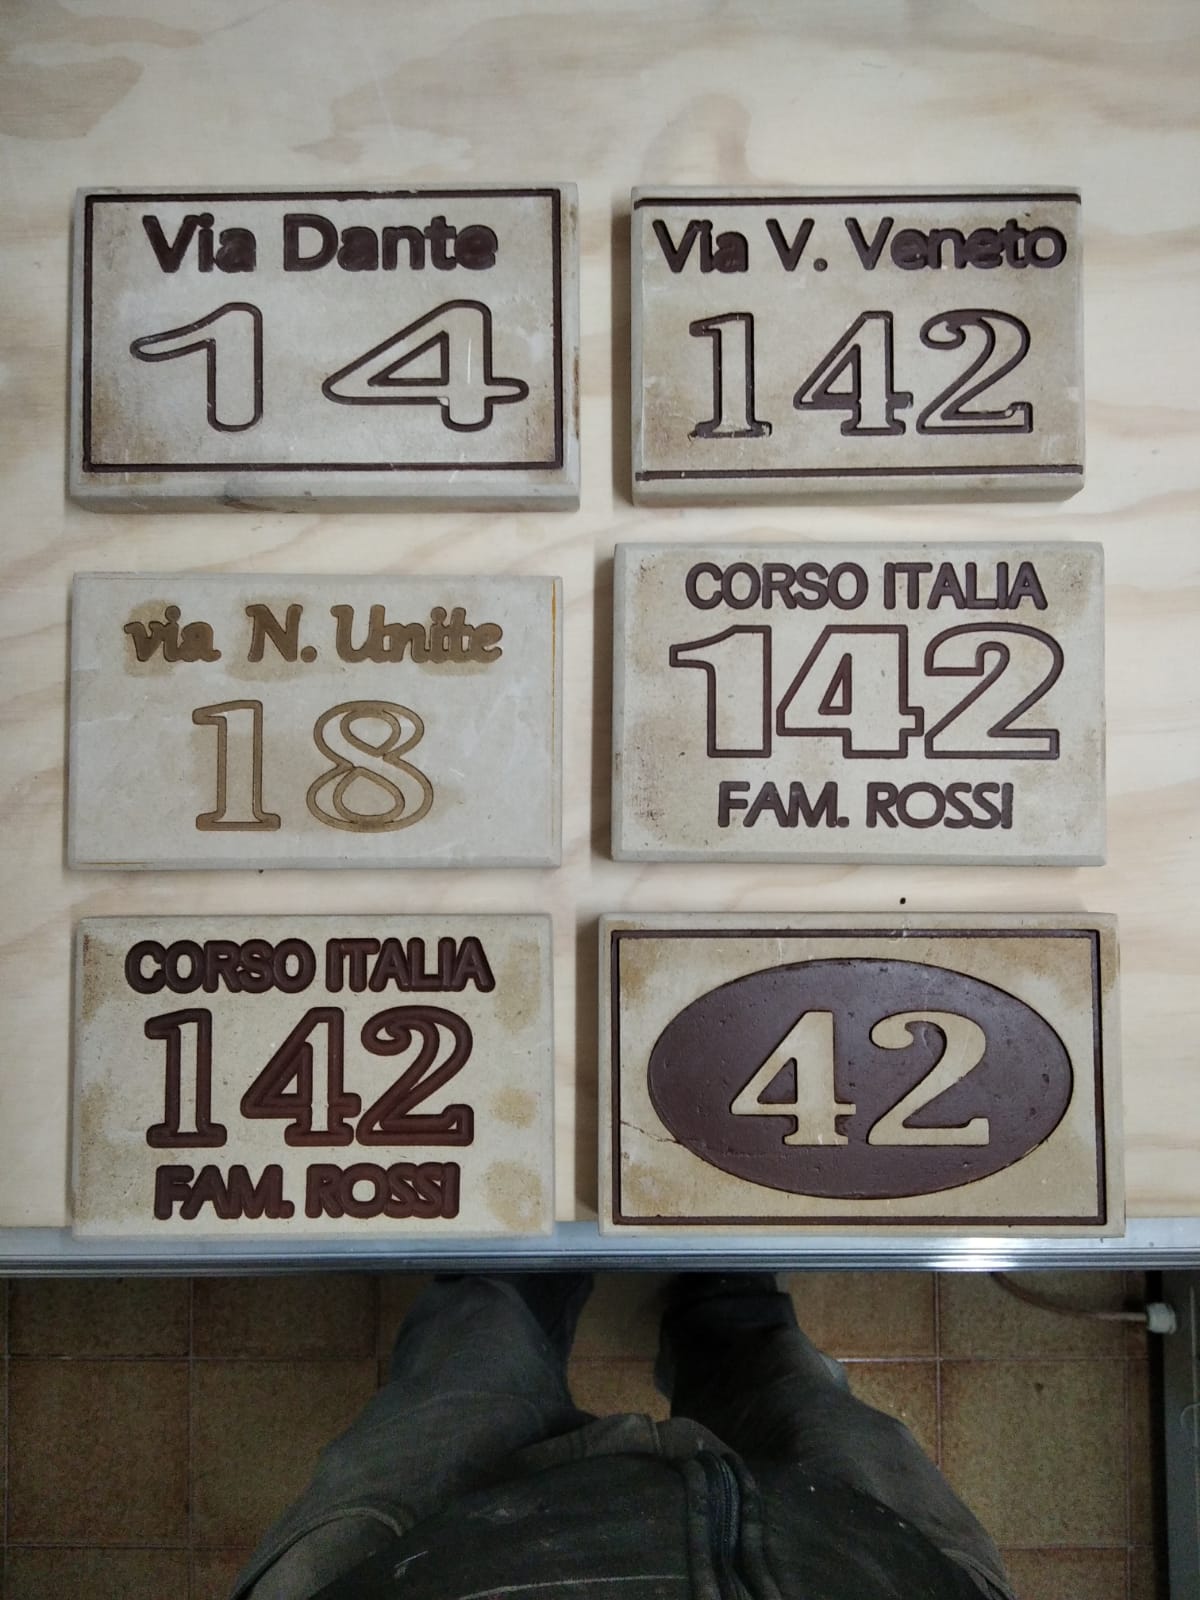 Via Dante
14
Via V. Veneto
142
via N. Unite
18
CORSO ITALIA
142
FAM. ROSSI
CORSO ITALIA
142
FAM. ROSSI
42